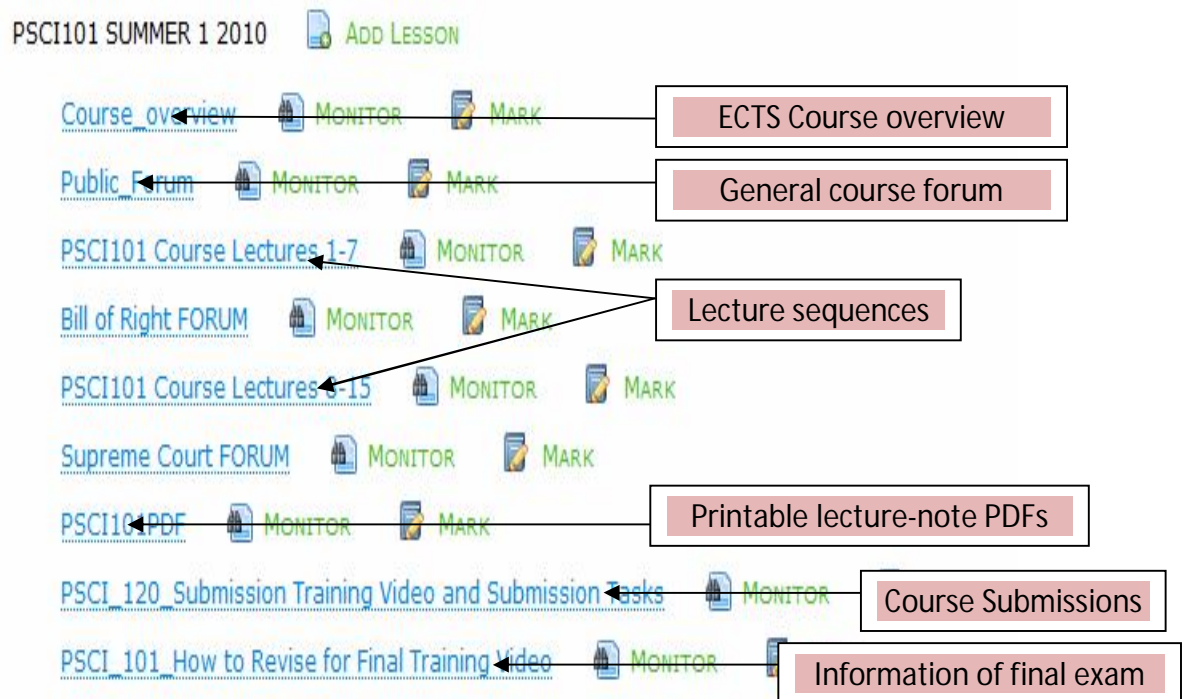 PSCI101 SUMMER 1 2010 ADD LESSON
Course_overview MONITOR MARK ECTS Course overview
Public_Forum MONITOR MARK General course forum
PSCI101 Course Lectures 1-7 MONITOR MARK
Lecture sequences
Bill of Right FORUM MONITOR MARK
PSCI101 Course Lectures 8-15 MONITOR MARK
Supreme Court FORUM MONITOR MARK
PSCI101PDF MONITOR MARK Printable lecture-note PDFs
PSCI_120_Submission Training Video and Submission Tasks MONITOR Course Submissions
PSCI_101_How to Revise for Final Training Video MONITOR Information of final exam